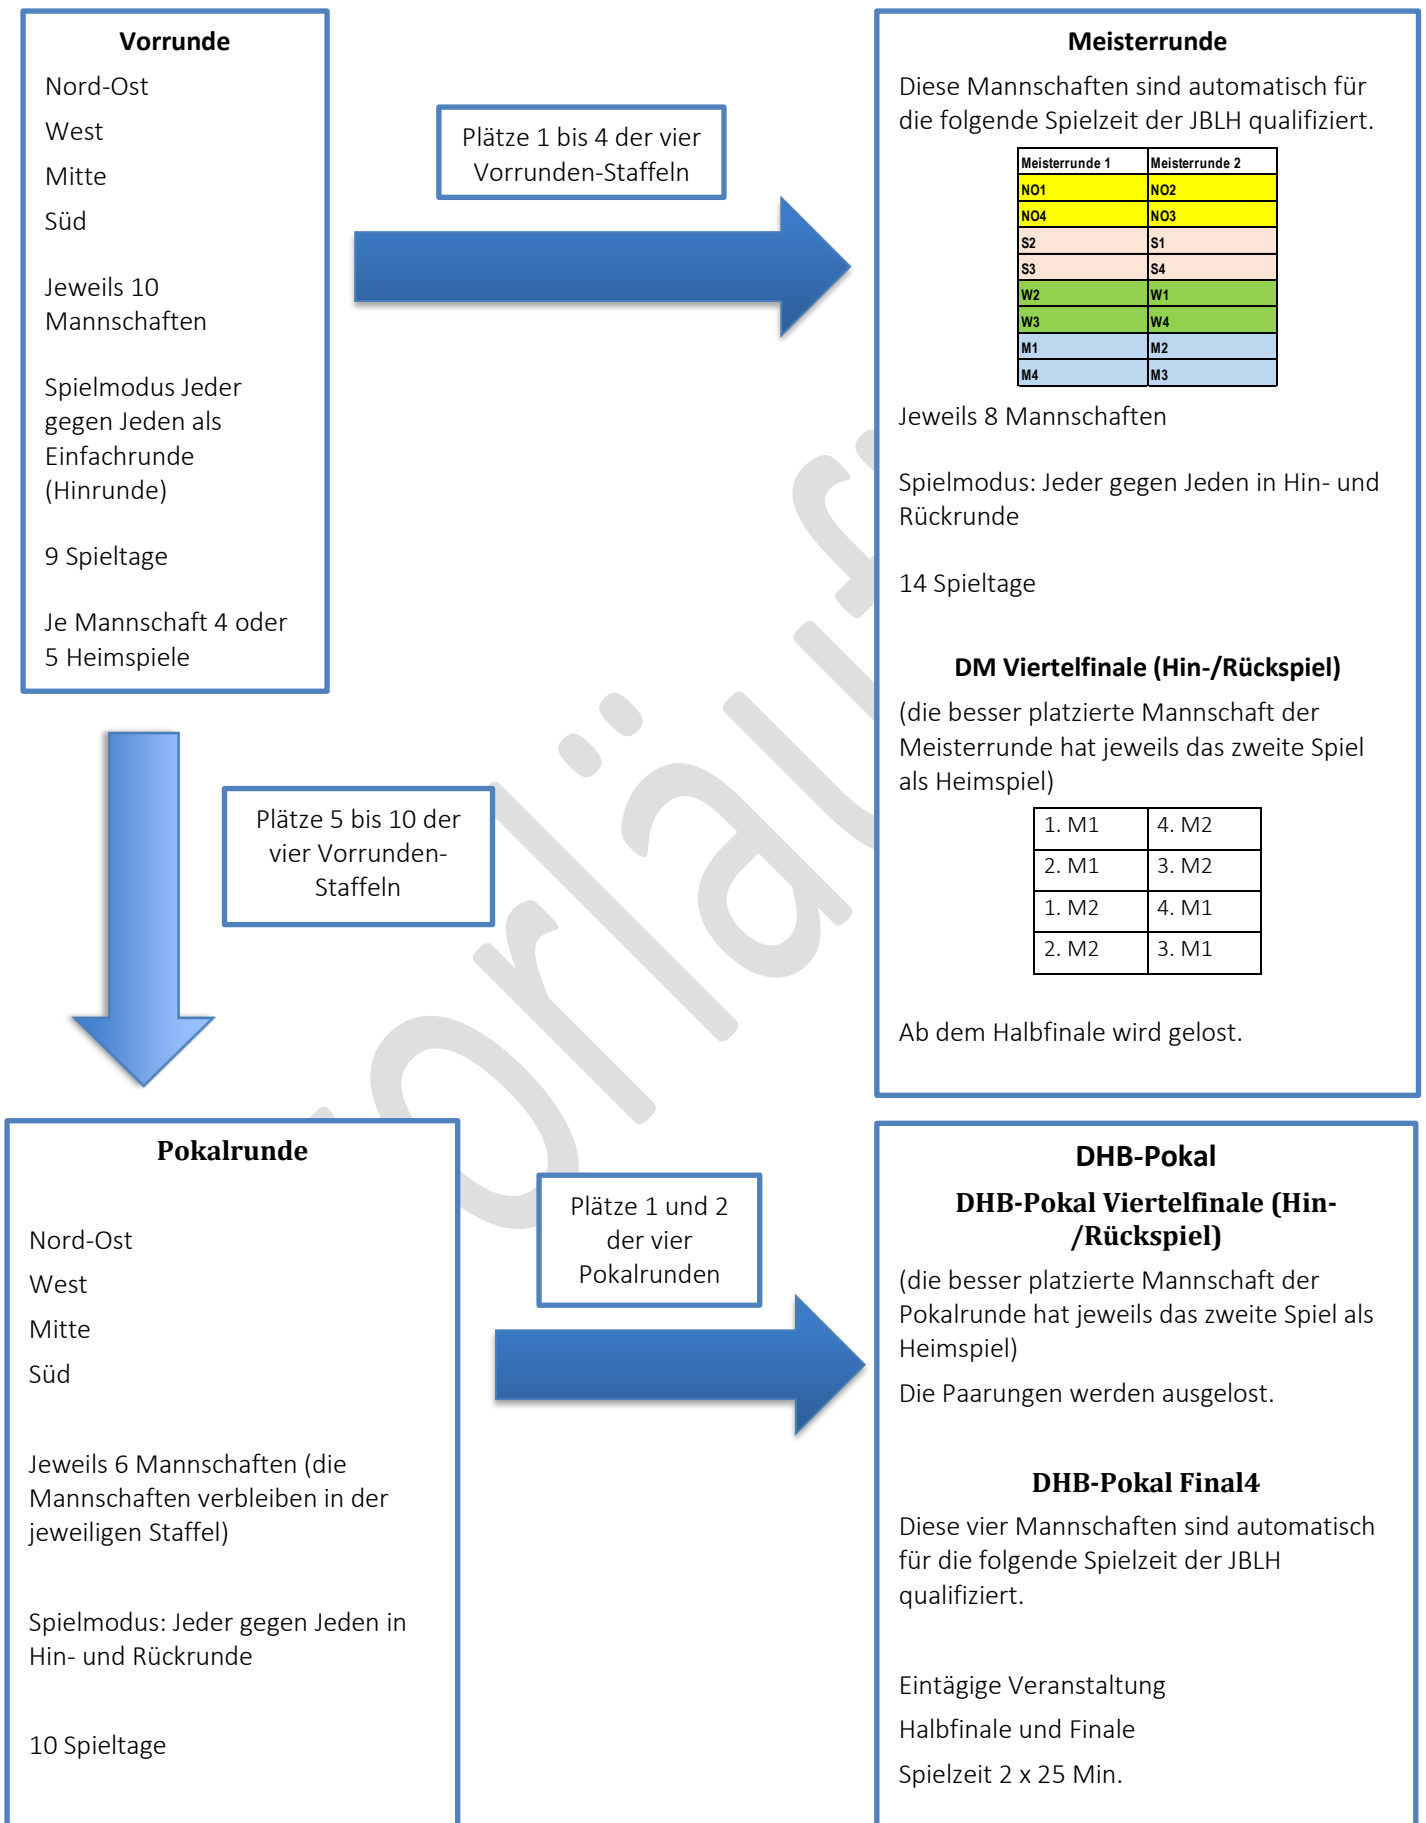 Vorrunde
Nord-Ost
West
Mitte
Süd
Jeweils 10
Mannschaften
Spielmodus Jeder
gegen Jeden als
Einfachrunde
(Hinrunde)
9 Spieltage
Je Mannschaft 4 oder
5 Heimspiele
Plätze 1 bis 4 der vier
Vorrunden-Staffeln
Meisterrunde
Diese Mannschaften sind automatisch für
die folgende Spielzeit der JBLH qualifiziert.
Meisterrunde 1 Meisterrunde 2
NO1 NO2
NO4 NO3
S2 S1
S3 S4
W2 W1
W3 W4
M1 M2
M4 M3
Jeweils 8 Mannschaften
Spielmodus: Jeder gegen Jeden in Hin- und
Rückrunde
14 Spieltage
DM Viertelfinale (Hin-/Rückspiel)
(die besser platzierte Mannschaft der
Meisterrunde hat jeweils das zweite Spiel
als Heimspiel)
1. M1 4. M2
2. M1 3. M2
1. M2 4. M1
2. M2 3. M1
Ab dem Halbfinale wird gelost.
Plätze 5 bis 10 der
vier Vorrunden-
Staffeln
Pokalrunde
Nord-Ost
West
Mitte
Süd
Jeweils 6 Mannschaften (die
Mannschaften verbleiben in der
jeweiligen Staffel)
Spielmodus: Jeder gegen Jeden in
Hin- und Rückrunde
10 Spieltage
Plätze 1 und 2
der vier
Pokalrunden
DHB-Pokal
DHB-Pokal Viertelfinale (Hin-
/Rückspiel)
(die besser platzierte Mannschaft der
Pokalrunde hat jeweils das zweite Spiel als
Heimspiel)
Die Paarungen werden ausgelost.
DHB-Pokal Final4
Diese vier Mannschaften sind automatisch
für die folgende Spielzeit der JBLH
qualifiziert.
Eintägige Veranstaltung
Halbfinale und Finale
Spielzeit 2 x 25 Min.